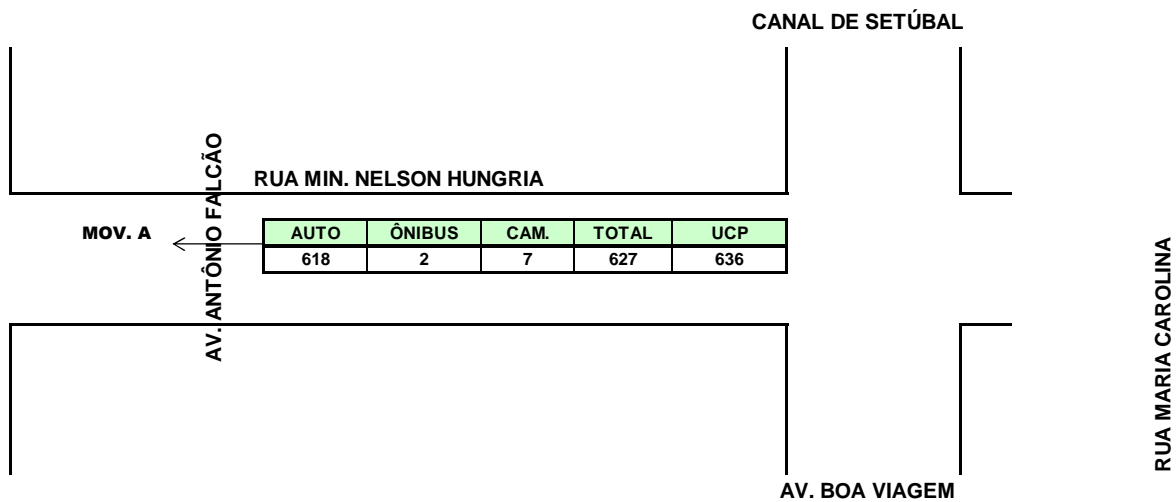 CANAL DE SETÚBAL
AV. ANTÔNIO FALCÃO
RUA MIN. NELSON HUNGRIA
MOV. A
AUTO ÔNIBUS CAM. TOTAL UCP
618 2 7 627 636
RUA MARIA CAROLINA
AV. BOA VIAGEM